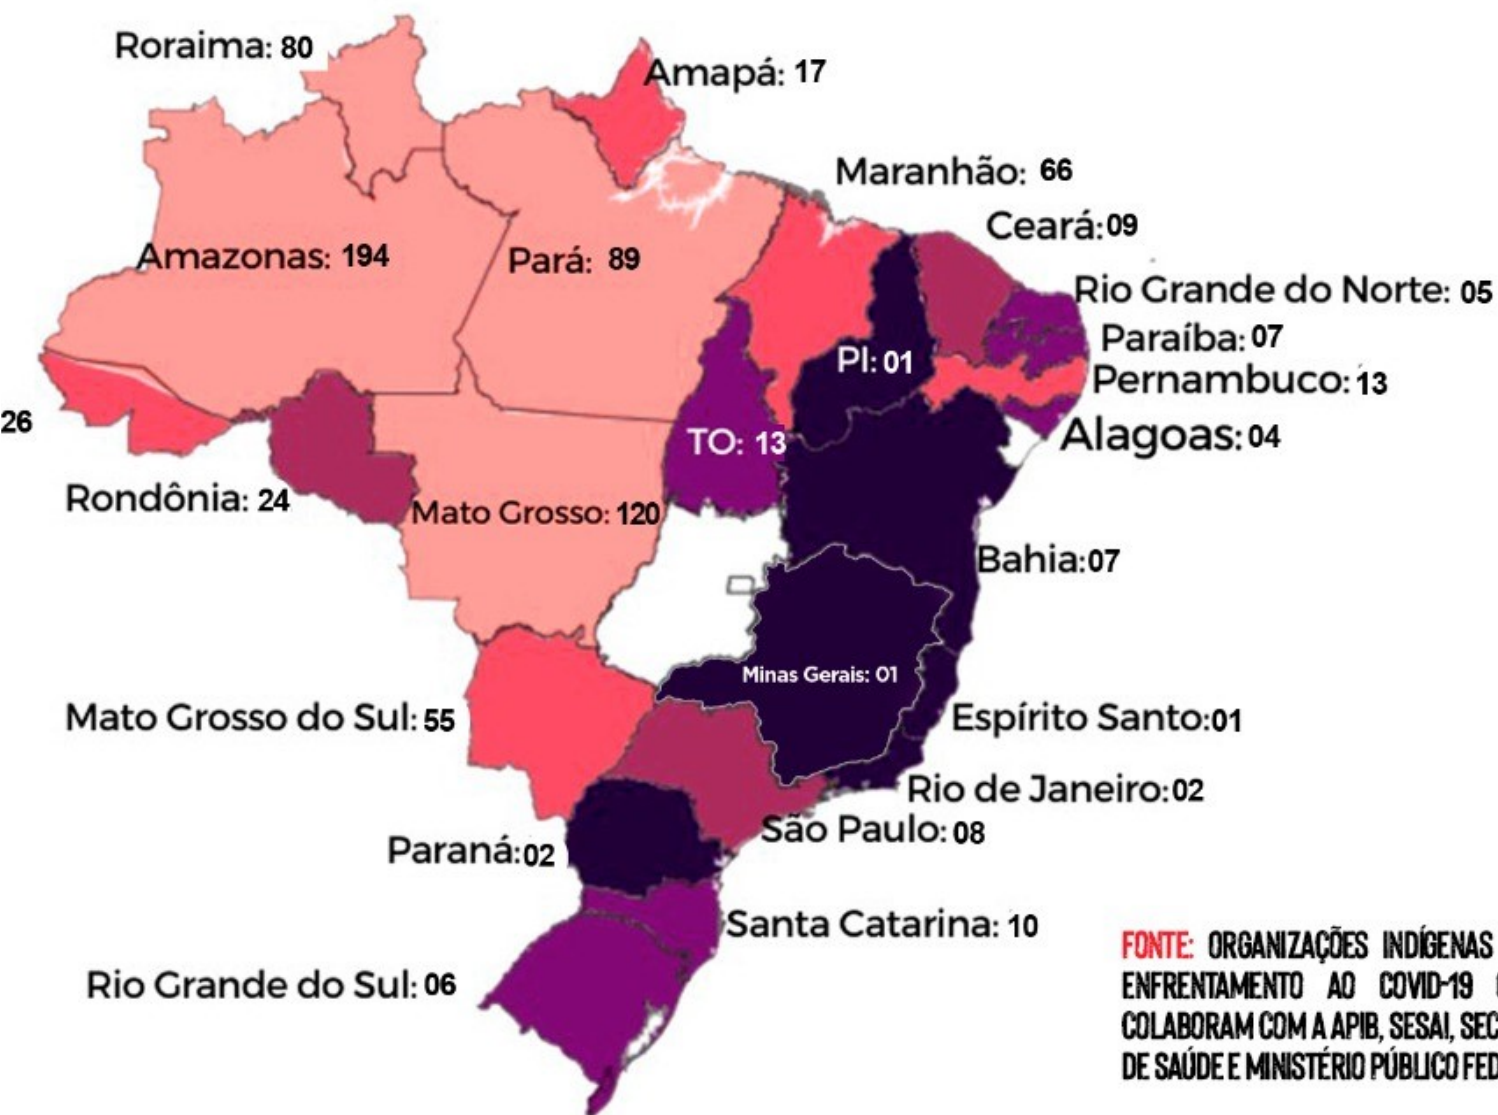 Roraima: 80
Amapá: 17
Maranhão: 66
Ceará: 09
Amazonas: 194
Pará: 89
Rio Grande do Norte: 05
Paraíba: 07
PI: 01
Pernambuco: 13
26
TO: 13
Alagoas: 04
Rondônia: 24
Mato Grosso: 120
Bahia: 07
Minas Gerais: 01
Mato Grosso do Sul: 55
Espírito Santo: 01
Rio de Janeiro: 02
São Paulo: 08
Paraná: 02
Santa Catarina: 10
Rio Grande do Sul: 06
FONTE: ORGANIZAÇÕES INDÍGENAS
ENFRENTAMENTO AO COVID-19
COLABORAM COM A APIB, SESAI, SEC
DE SAÚDE E MINISTÉRIO PÚBLICO FED